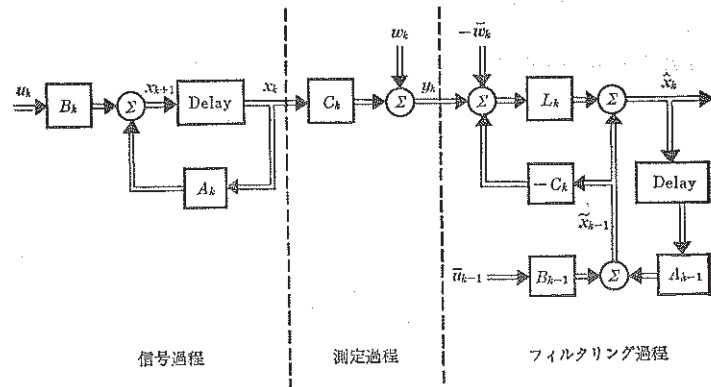 u_k
B_k
Σ
x_{k+1}
Delay
x_k
A_k
C_k
w_k
Σ
y_k
-w̄_k
Σ
L_k
Σ
x̂_k
-C_k
Delay
x̃_{k-1}
ū_{k-1}
B_{k-1}
Σ
A_{k-1}
信号過程
測定過程
フィルタリング過程